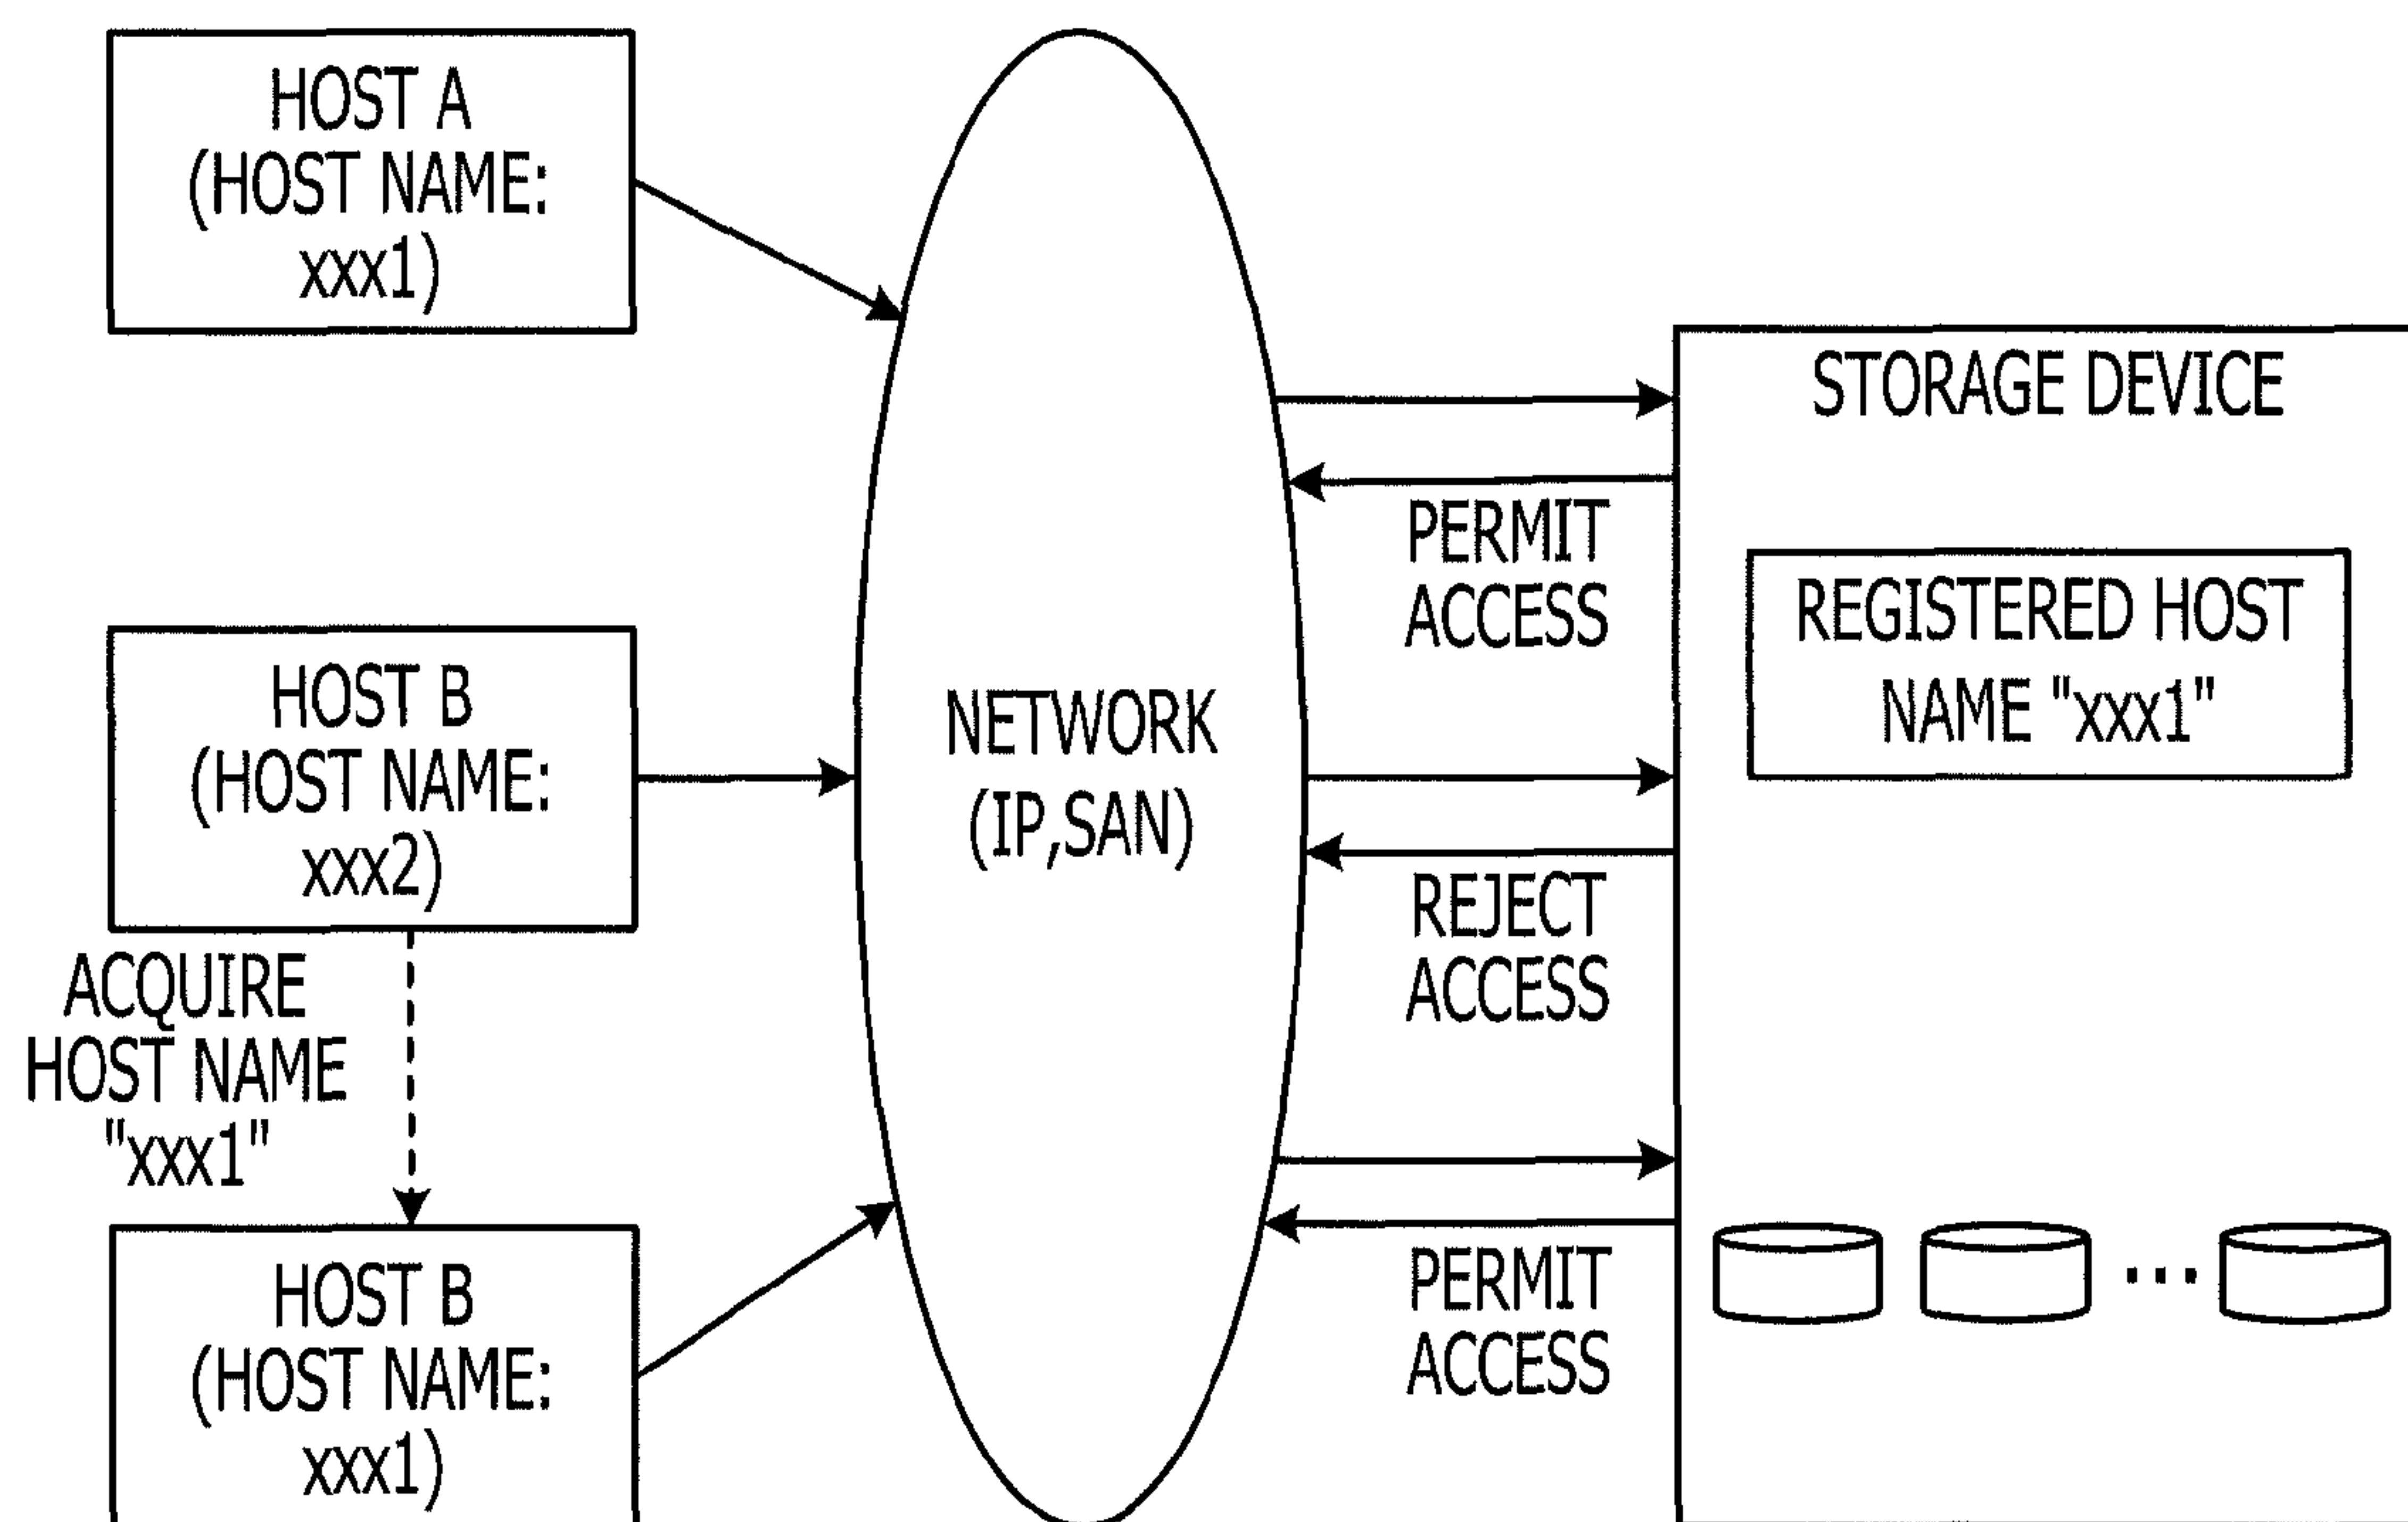 HOST A
(HOST NAME:
xxx1)
HOST B
(HOST NAME:
xxx2)
ACQUIRE
HOST NAME
"xxx1"
HOST B
(HOST NAME:
xxx1)
NETWORK
(IP,SAN)
PERMIT
ACCESS
REJECT
ACCESS
PERMIT
ACCESS
STORAGE DEVICE
REGISTERED HOST
NAME "xxx1"
...